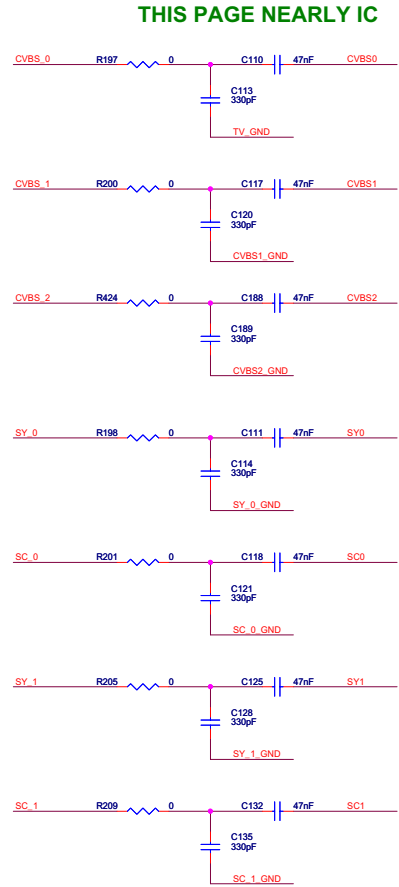 THIS PAGE NEARLY IC
CVBS_0 R197 0 C110 47nF CVBS0
C113
330pF
TV_GND
CVBS_1 R200 0 C117 47nF CVBS1
C120
330pF
CVBS1_GND
CVBS_2 R424 0 C188 47nF CVBS2
C189
330pF
CVBS2_GND
SY_0 R198 0 C111 47nF SY0
C114
330pF
SY_0_GND
SC_0 R201 0 C118 47nF SC0
C121
330pF
SC_0_GND
SY_1 R205 0 C125 47nF SY1
C128
330pF
SY_1_GND
SC_1 R209 0 C132 47nF SC1
C135
330pF
SC_1_GND